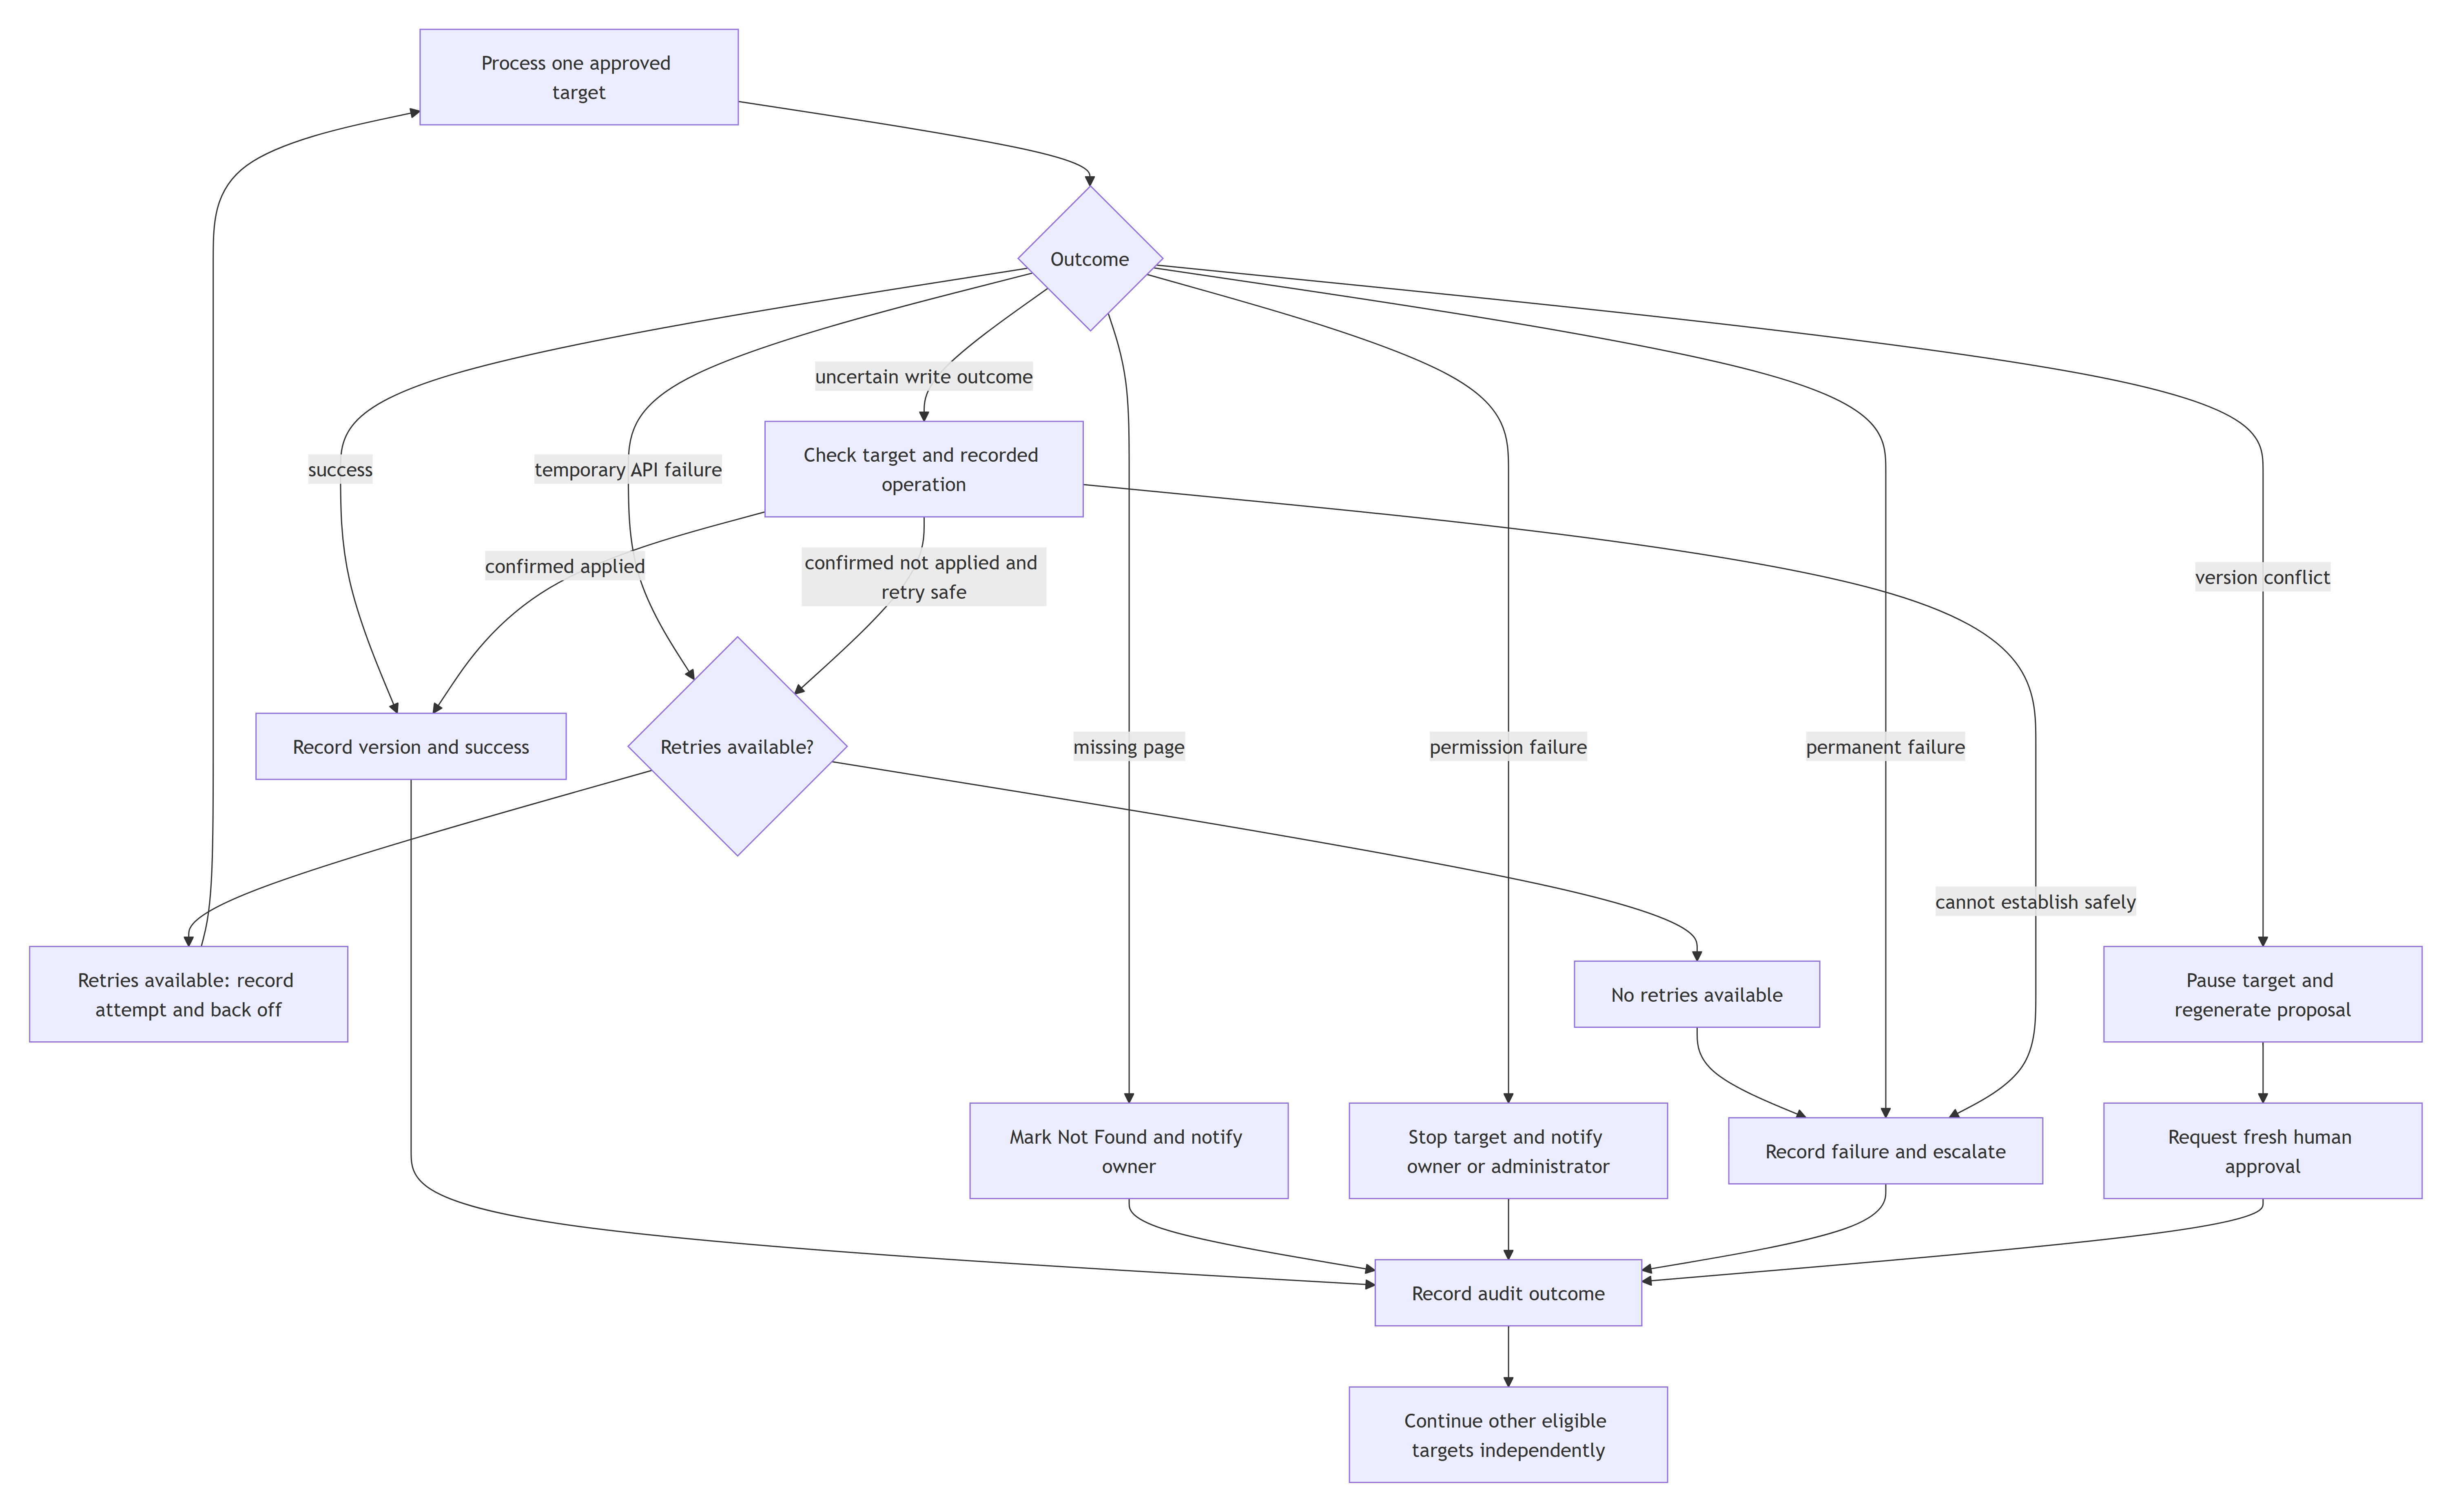 Process one approved
target
Outcome
uncertain write outcome
success
temporary API failure
Check target and recorded
operation
confirmed applied
confirmed not applied and
retry safe
version conflict
Record version and success
Retries available?
missing page
permission failure
permanent failure
cannot establish safely
Retries available: record
attempt and back off
No retries available
Pause target and
regenerate proposal
Mark Not Found and notify
owner
Stop target and notify
owner or administrator
Record failure and escalate
Request fresh human
approval
Record audit outcome
Continue other eligible
targets independently